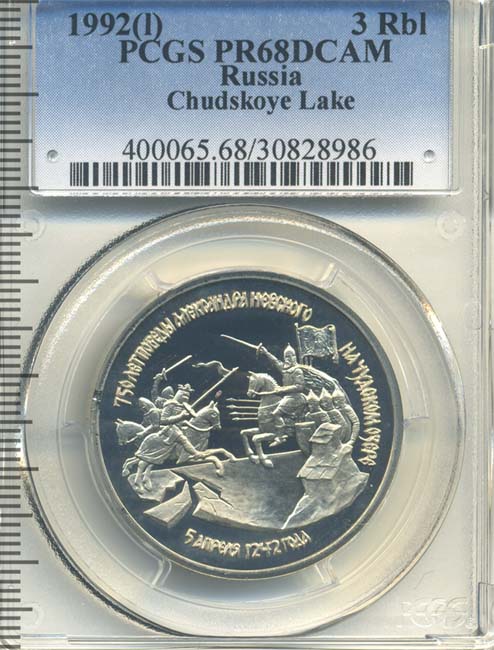 1992(l) 3 Rbl
PCGS PR68DCAM
Russia
Chudskoye Lake
400065.68/30828986
750 ЛЕТ ПОБЕДЫ АЛЕКСАНДРА НЕВСКОГО
НА ЧУДСКОМ ОЗЕРЕ
5 АПРЕЛЯ 1242 ГОДА
PCGS